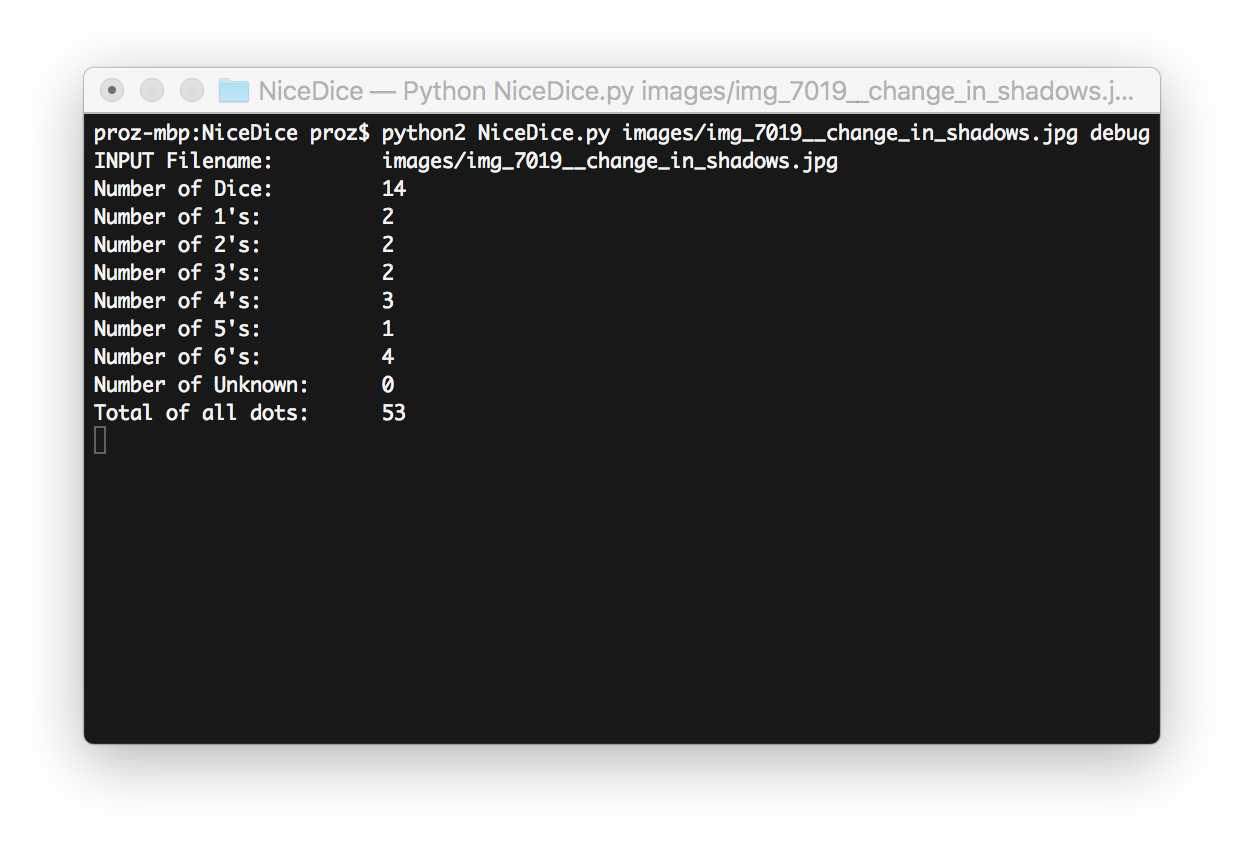 NiceDice — Python NiceDice.py images/img_7019__change_in_shadows.j...
proz-mbp:NiceDice proz$ python2 NiceDice.py images/img_7019__change_in_shadows.jpg debug
INPUT Filename: images/img_7019__change_in_shadows.jpg
Number of Dice: 14
Number of 1's: 2
Number of 2's: 2
Number of 3's: 2
Number of 4's: 3
Number of 5's: 1
Number of 6's: 4
Number of Unknown: 0
Total of all dots: 53